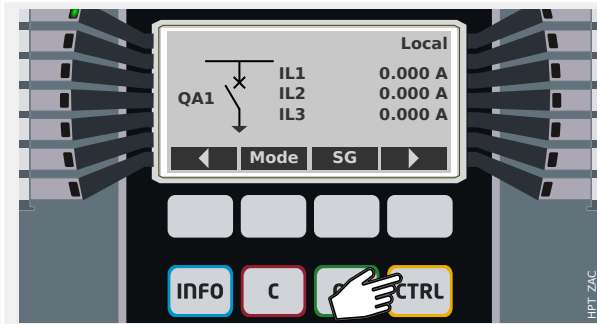 Local
IL1 0.000 A
QA1 IL2 0.000 A
IL3 0.000 A
Mode SG
INFO C CTRL
HPT ZAC